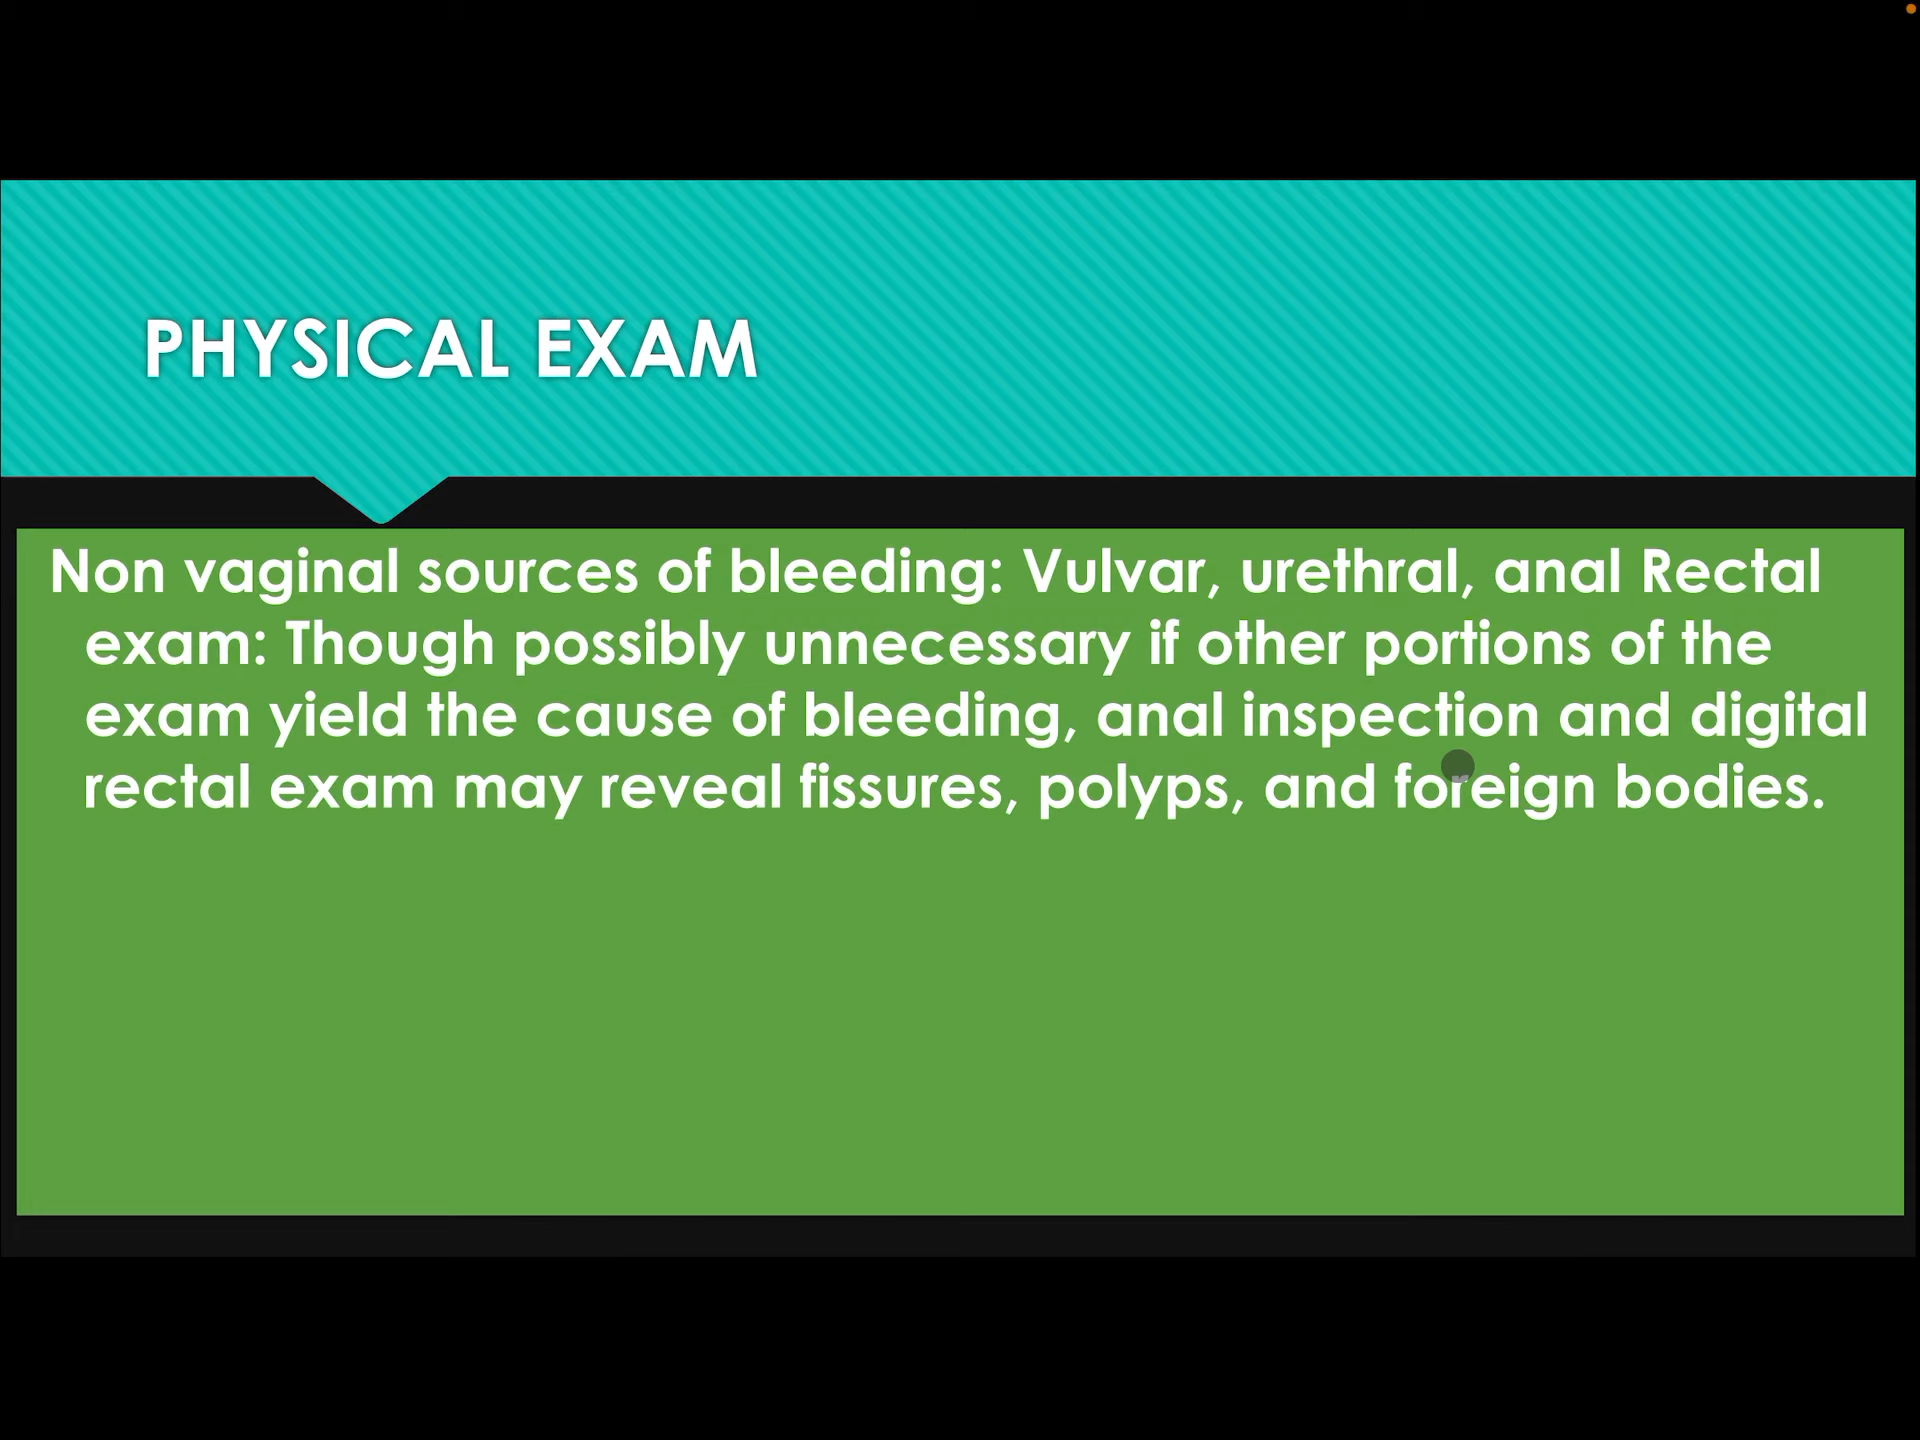 PHYSICAL EXAM
Non vaginal sources of bleeding: Vulvar, urethral, anal Rectal
exam: Though possibly unnecessary if other portions of the
exam yield the cause of bleeding, anal inspection and digital
rectal exam may reveal fissures, polyps, and foreign bodies.